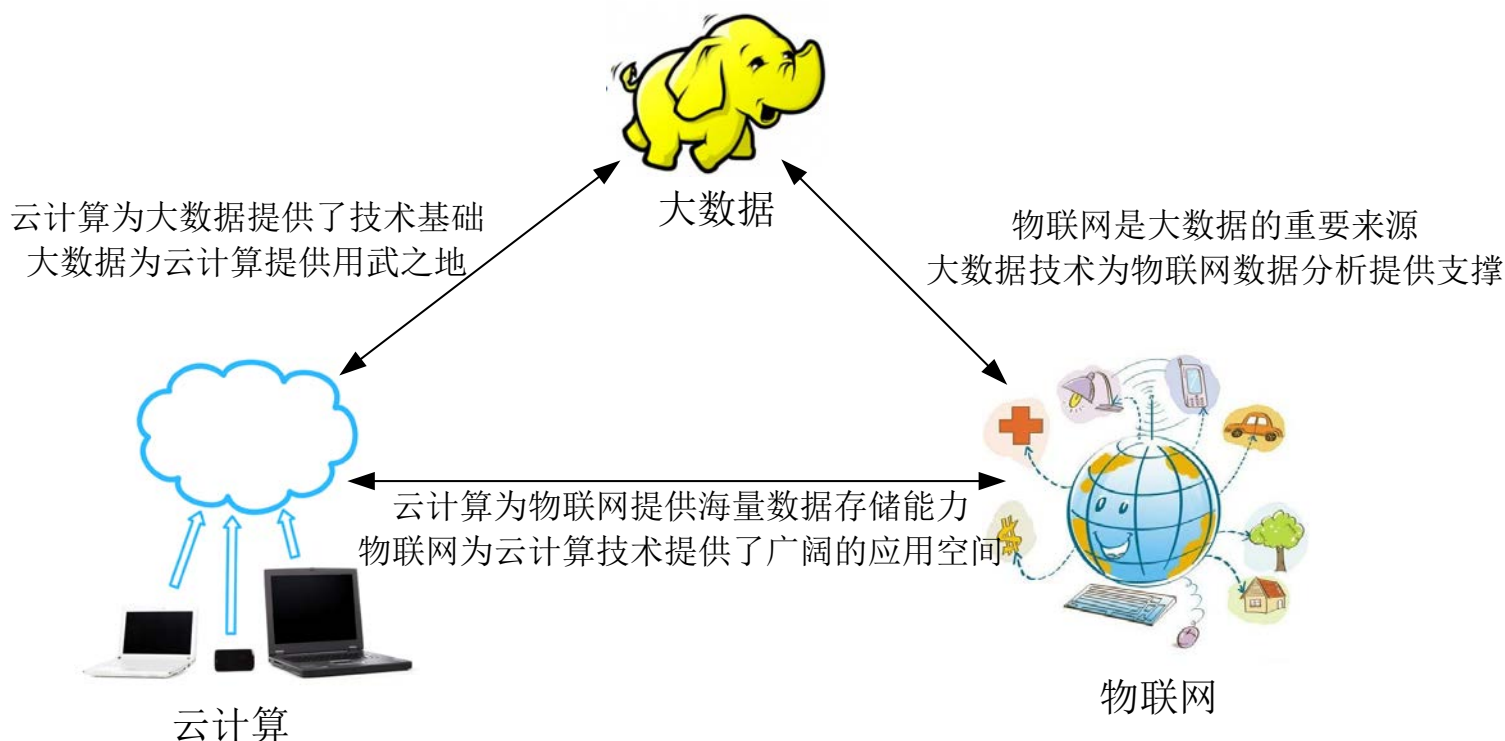 大数据
云计算为大数据提供了技术基础
大数据为云计算提供用武之地
物联网是大数据的重要来源
大数据技术为物联网数据分析提供支撑
云计算为物联网提供海量数据存储能力
物联网为云计算技术提供了广阔的应用空间
云计算
物联网